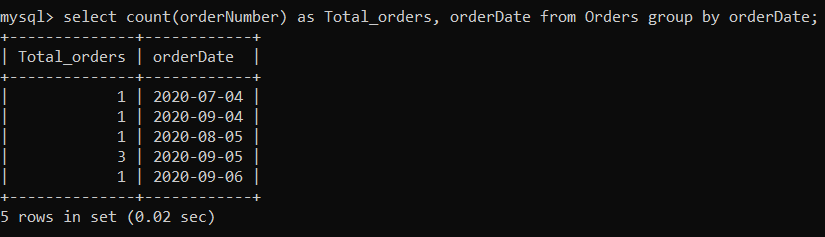 mysql> select count(orderNumber) as Total_orders, orderDate from Orders group by orderDate;
+--------------+------------+
| Total_orders | orderDate  |
+--------------+------------+
|            1 | 2020-07-04 |
|            1 | 2020-09-04 |
|            1 | 2020-08-05 |
|            3 | 2020-09-05 |
|            1 | 2020-09-06 |
+--------------+------------+
5 rows in set (0.02 sec)